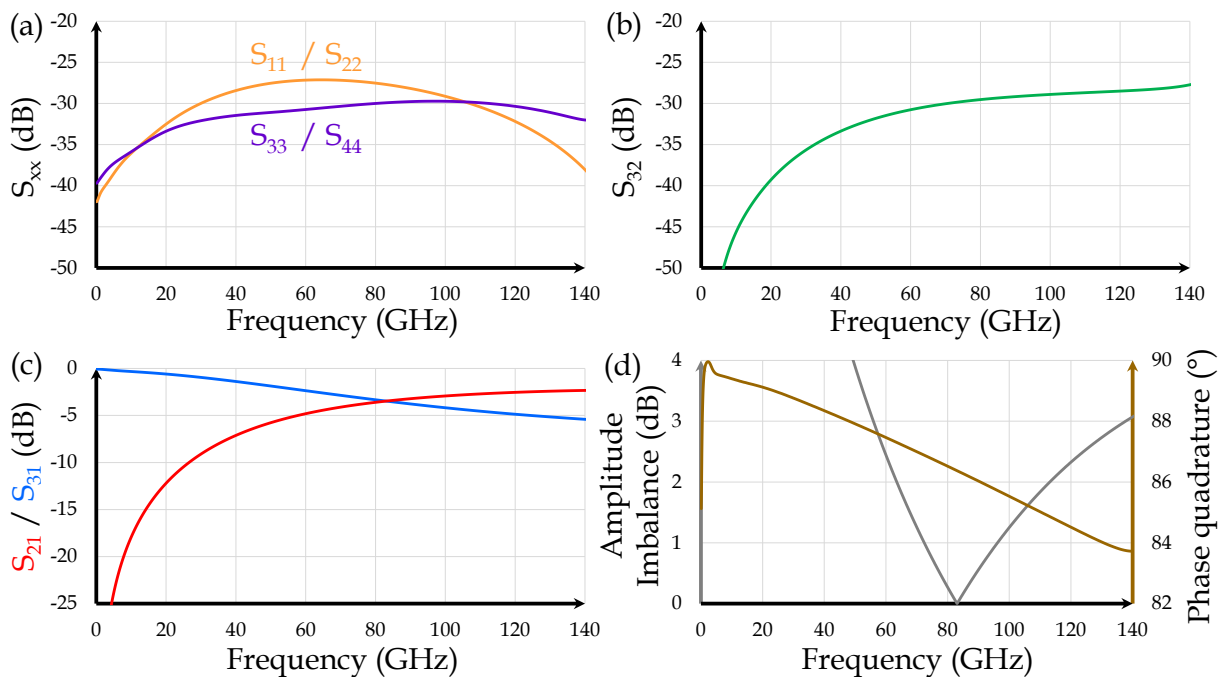 (a)
S11 / S22
S33 / S44
Sxx (dB)
-20
-25
-30
-35
-40
-45
-50
0 20 40 60 80 100 120 140
Frequency (GHz)
(b)
S32 (dB)
-20
-25
-30
-35
-40
-45
-50
0 20 40 60 80 100 120 140
Frequency (GHz)
(c)
S21 / S31
(dB)
0
-5
-10
-15
-20
-25
0 20 40 60 80 100 120 140
Frequency (GHz)
(d)
Amplitude
Imbalance (dB)
4
3
2
1
0
0 20 40 60 80 100 120 140
Frequency (GHz)
90
88
86
84
82
Phase quadrature (°)